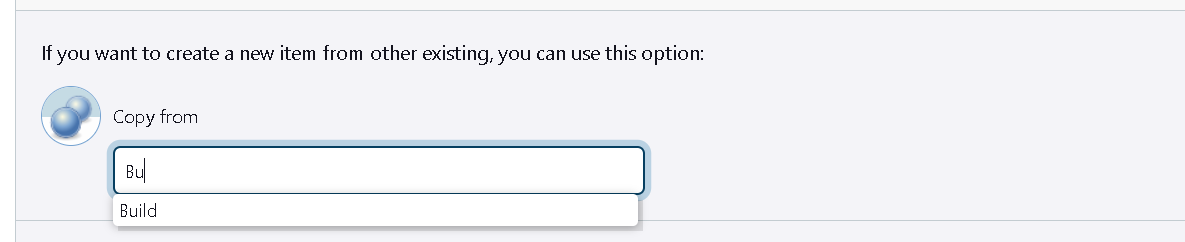 If you want to create a new item from other existing, you can use this option:
Copy from
Bu
Build